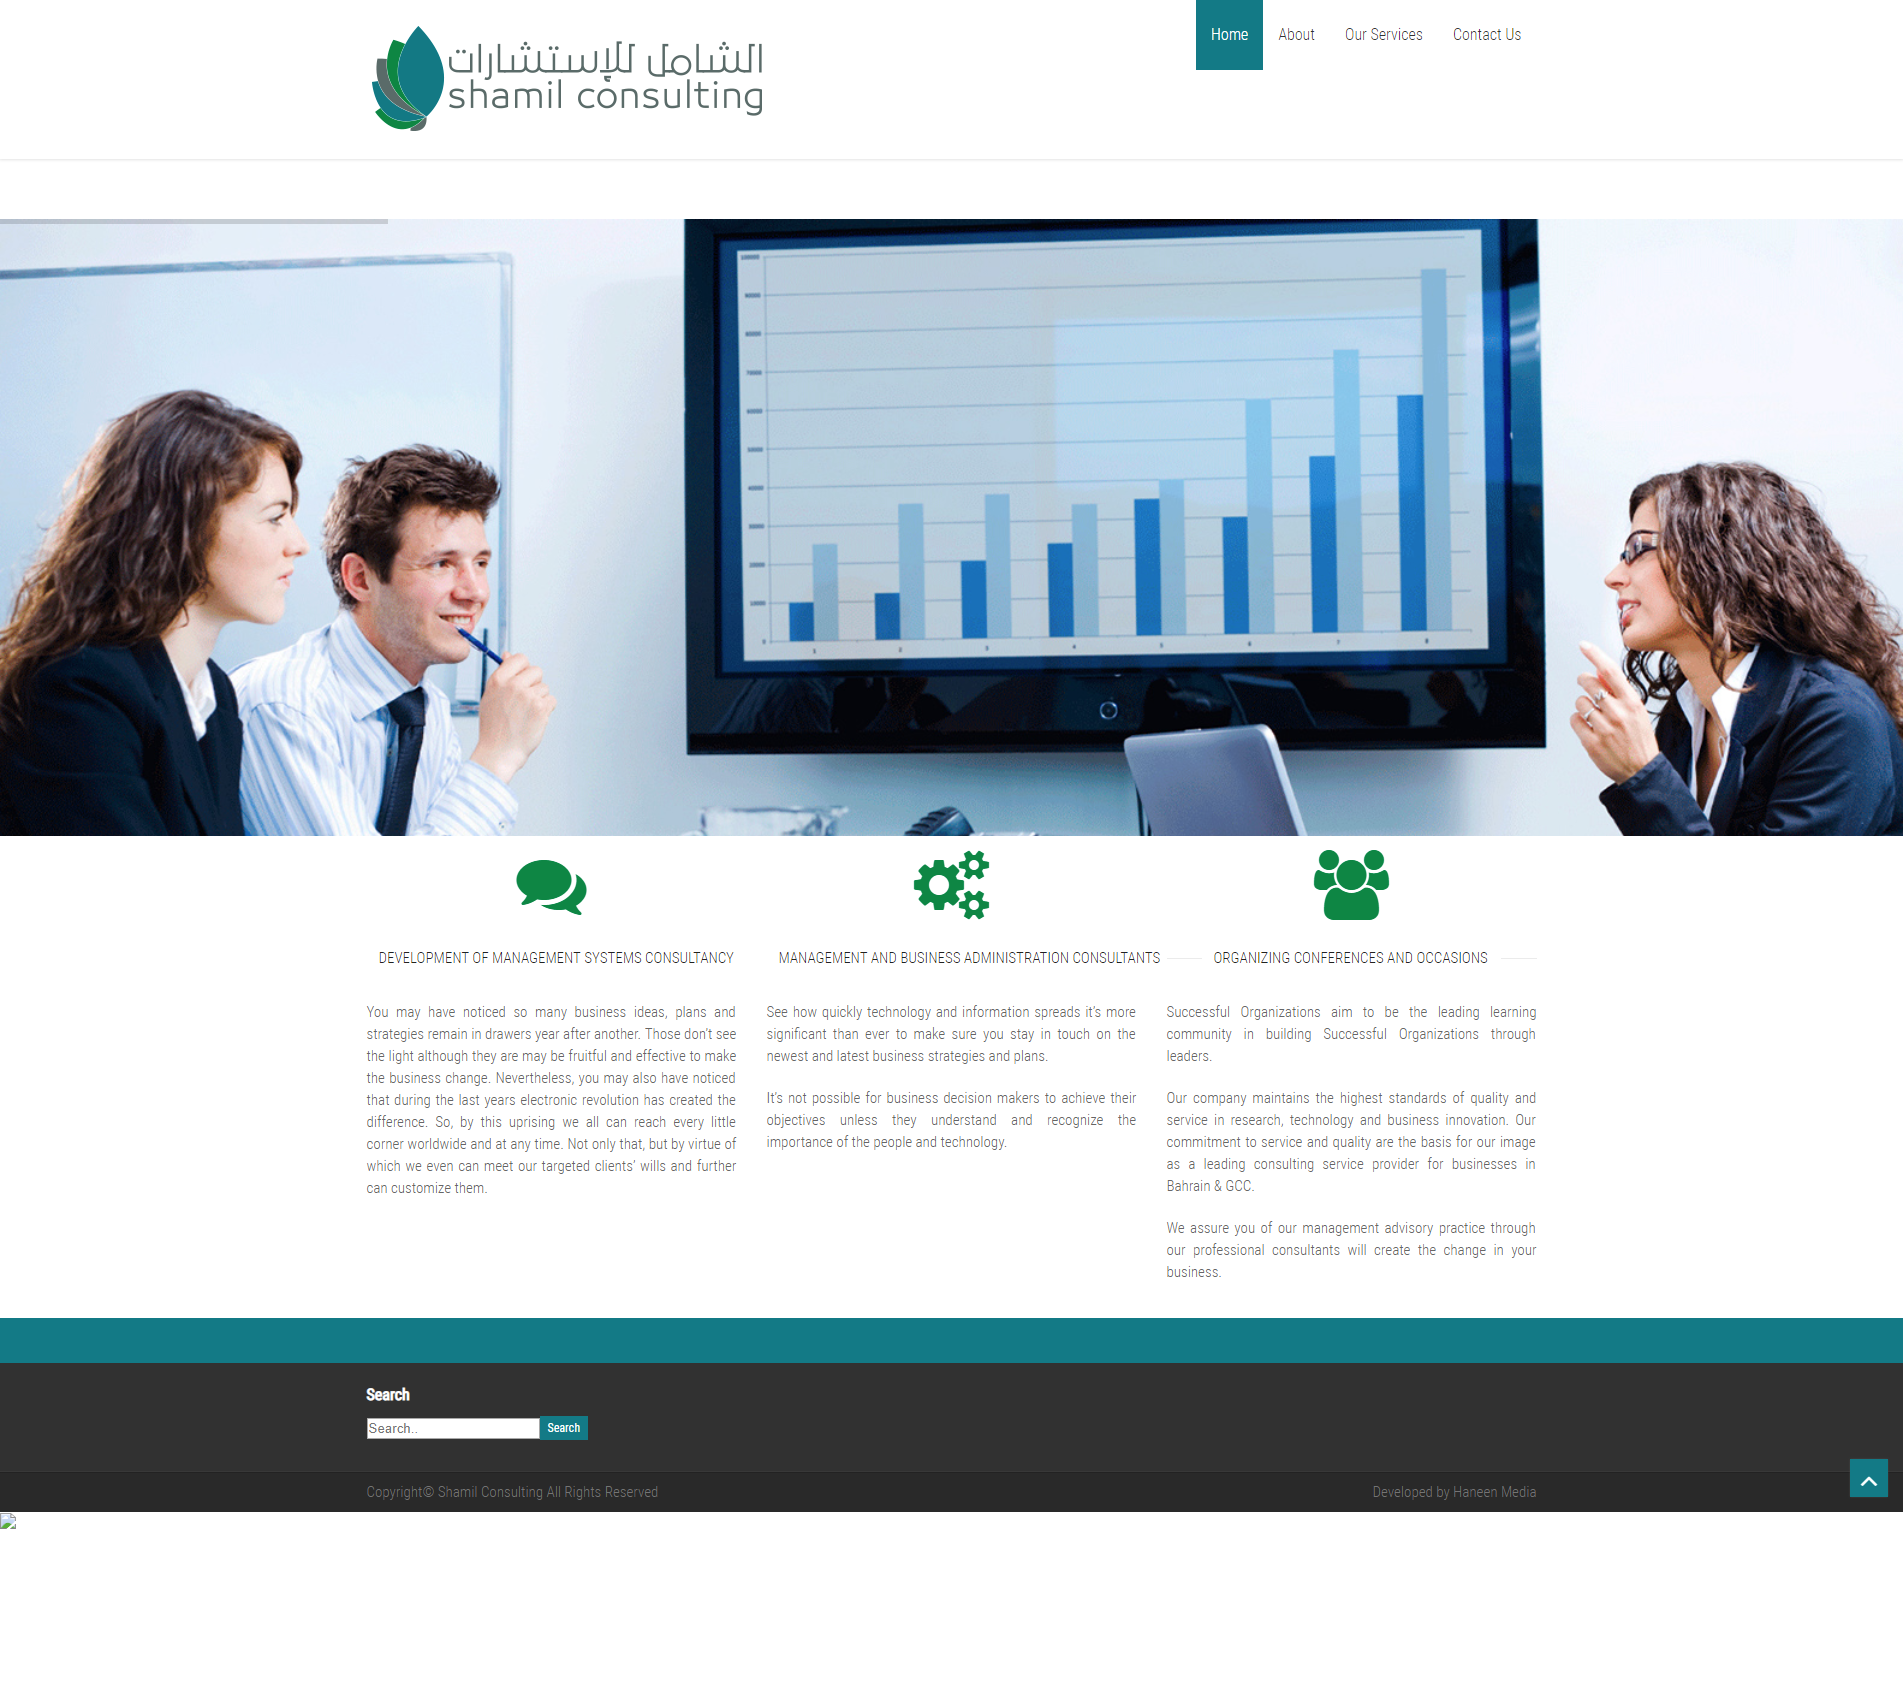 الشامل للإستشارات
shamil consulting
Home
About
Our Services
Contact Us
DEVELOPMENT OF MANAGEMENT SYSTEMS CONSULTANCY
You may have noticed so many business ideas, plans and
strategies remain in drawers year after another. Those don't see
the light although they are may be fruitful and effective to make
the business change. Nevertheless, you may also have noticed
that during the last years electronic revolution has created the
difference. So, by this uprising we all can reach every little
corner worldwide and at any time. Not only that, but by virtue of
which we even can meet our targeted clients' wills and further
can customize them.
MANAGEMENT AND BUSINESS ADMINISTRATION CONSULTANTS
See how quickly technology and information spreads it's more
significant than ever to make sure you stay in touch on the
newest and latest business strategies and plans.
It's not possible for business decision makers to achieve their
objectives unless they understand and recognize the
importance of the people and technology.
ORGANIZING CONFERENCES AND OCCASIONS
Successful Organizations aim to be the leading learning
community in building Successful Organizations through
leaders.
Our company maintains the highest standards of quality and
service in research, technology and business innovation. Our
commitment to service and quality are the basis for our image
as a leading consulting service provider for businesses in
Bahrain & GCC.
We assure you of our management advisory practice through
our professional consultants will create the change in your
business.
Search
Search..
Search
Copyright© Shamil Consulting All Rights Reserved
Developed by Haneen Media